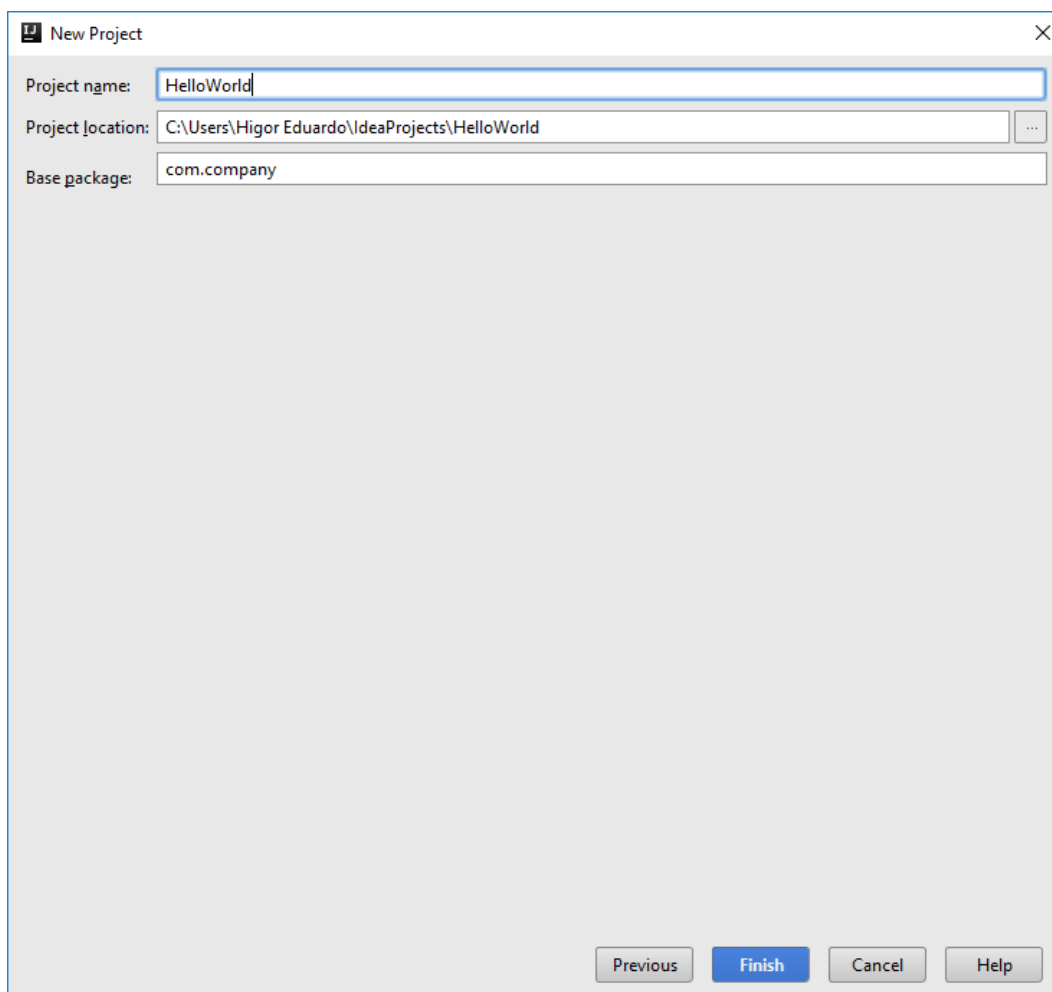 New Project
Project name: HelloWorld
Project location: C:\Users\Higor Eduardo\IdeaProjects\HelloWorld ...
Base package: com.company
Previous Finish Cancel Help